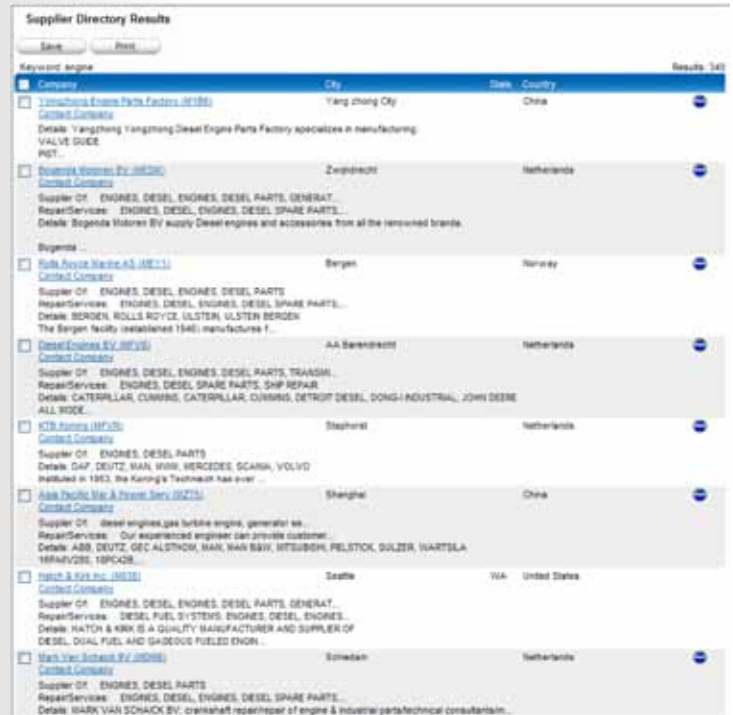 Supplier Directory Results
Save Print
Keyword: engine Results: 340
Company City State Country
Yongzhong Engine Parts Factory Yang zhong City China
Contact Company
Details: Yangzhong Yongzhong Diesel Engine Parts Factory specializes in manufacturing:
VALVE GUIDE
PIST...
Bogenda Motoren BV Zwijndrecht Netherlands
Contact Company
Supplier Of: ENGINES, DIESEL, ENGINES, DIESEL PARTS, GENERAT...
Repair/Services: ENGINES, DIESEL, ENGINES, DIESEL SPARE PARTS,...
Details: Bogenda Motoren BV supply Diesel engines and accessories from all the renowned brands.
Bogenda ...
Rolls Royce Marine AS (ME11) Bergen Norway
Contact Company
Supplier Of: ENGINES, DIESEL, ENGINES, DIESEL PARTS
Repair/Services: ENGINES, DIESEL, ENGINES, DIESEL SPARE PARTS,...
Details: BERGEN, ROLLS ROYCE, ULSTEIN, ULSTEIN BERGEN
The Bergen facility (established 1946) manufactures f...
Diesel Engines BV AA Barendrecht Netherlands
Contact Company
Supplier Of: ENGINES, DIESEL, ENGINES, DIESEL PARTS, TRANSMI...
Repair/Services: ENGINES, DIESEL SPARE PARTS, SHIP REPAIR
Details: CATERPILLAR, CUMMINS, CATERPILLAR, CUMMINS, DETROIT DIESEL, DONG-I INDUSTRIAL, JOHN DEERE
ALL MODE...
KTB Koning Staphorst Netherlands
Contact Company
Supplier Of: ENGINES, DIESEL PARTS
Details: DAF, DEUTZ, MAN, MWM, MERCEDES, SCANIA, VOLVO
Instituted in 1953, the Koning's Technisch has over ...
Asia Pacific Mar & Power Serv Shanghai China
Contact Company
Supplier Of: diesel engines,gas turbine engine, generator se...
Repair/Services: Our experienced engineer can provide customer...
Details: ABB, DEUTZ, GEC ALSTHOM, MAN, MAN B&W, MITSUBISHI, PIELSTICK, SULZER, WARTSILA
Hatch & Kirk Inc. Seattle WA United States
Contact Company
Supplier Of: ENGINES, DIESEL, ENGINES, DIESEL PARTS, GENERAT...
Repair/Services: DIESEL FUEL SYSTEMS, ENGINES, DIESEL, ENGINES...
Details: HATCH & KIRK IS A QUALITY MANUFACTURER AND SUPPLIER OF
DIESEL, DUAL FUEL AND GASEOUS FUELED ENGIN...
Mark Van Schaick BV Schiedam Netherlands
Contact Company
Supplier Of: ENGINES, DIESEL PARTS
Repair/Services: ENGINES, DIESEL, ENGINES, DIESEL SPARE PARTS,...
Details: MARK VAN SCHAICK BV: crankshaft repair/repair of engine & industrial parts/technical consultants/m...